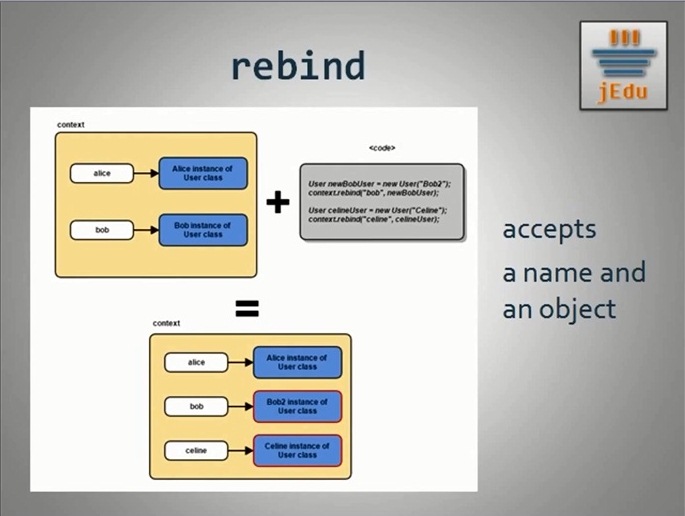 rebind
jEdu
context
alice
Alice instance of
User class
bob
Bob instance of
User class
+
<code>
User newBobUser = new User("Bob2");
context.rebind("bob", newBobUser);
User celineUser = new User("Celine");
context.rebind("celine", celineUser);
accepts
a name and
an object
=
context
alice
Alice instance of
User class
bob
Bob2 instance of
User class
celine
Celine instance of
User class